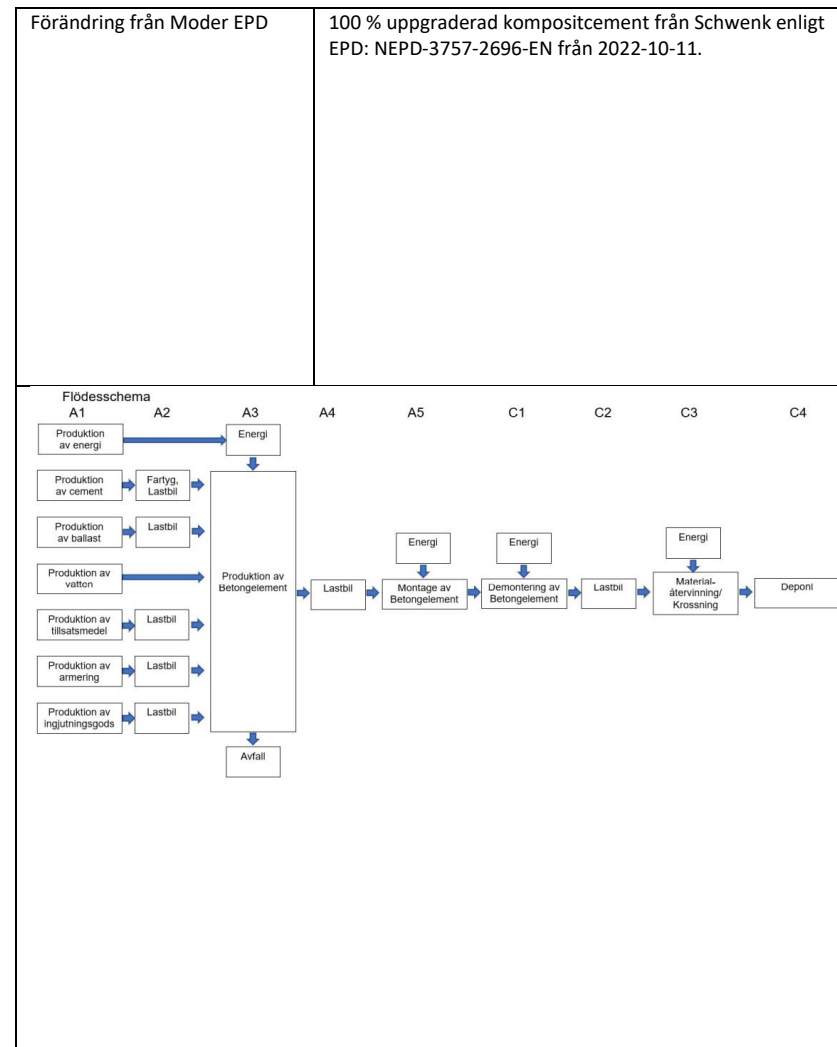 Förändring från Moder EPD
100 % uppgraderad kompositcement från Schwenk enligt
EPD: NEPD-3757-2696-EN från 2022-10-11.
Flödesschema
A1 A2 A3 A4 A5 C1 C2 C3 C4
Produktion
av energi
Energi
Produktion
av cement
Fartyg,
Lastbil
Produktion
av ballast
Lastbil
Produktion av
vatten
Produktion av
tillsatsmedel
Lastbil
Produktion av
armering
Lastbil
Produktion av
ingjutningsgods
Lastbil
Produktion av
Betongelement
Avfall
Lastbil
Energi
Montage av
Betongelement
Energi
Demontering av
Betongelement
Lastbil
Energi
Material-
återvinning/
Krossning
Deponi